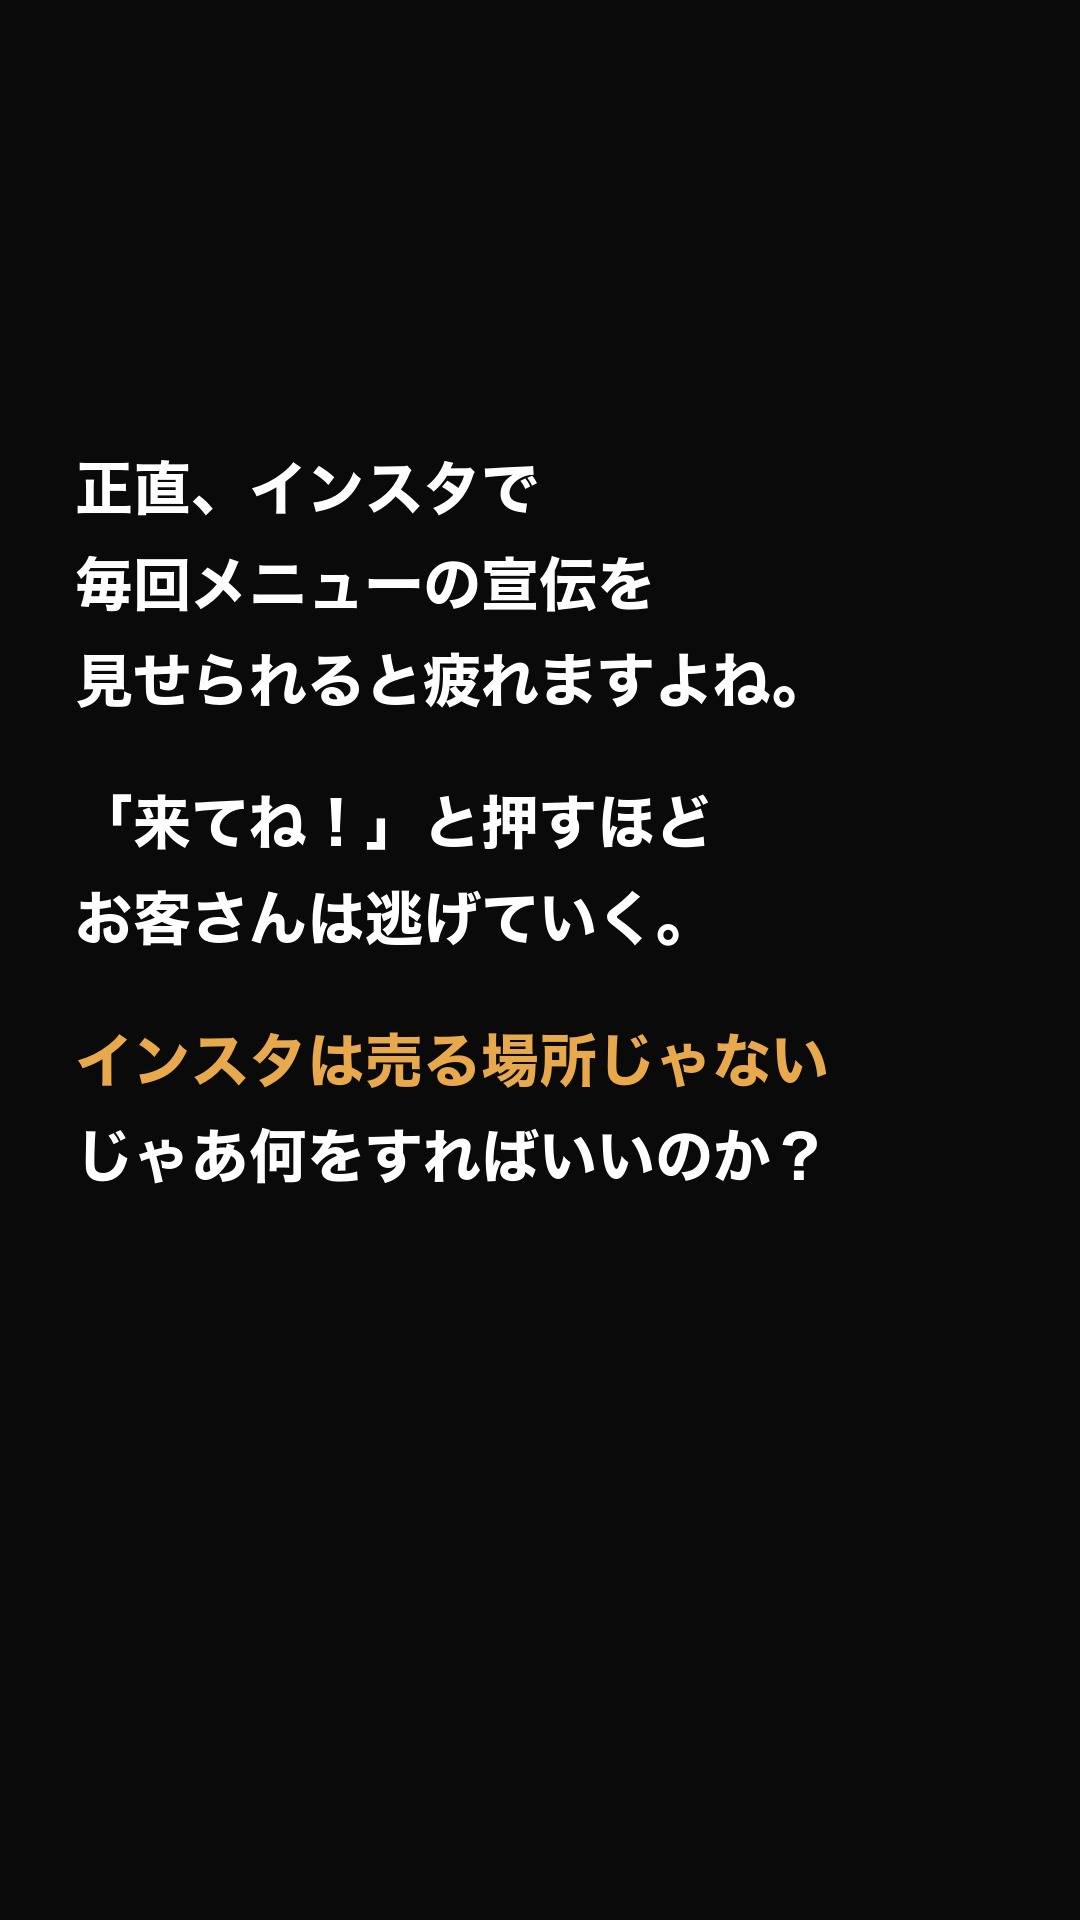 正直、インスタで
毎回メニューの宣伝を
見せられると疲れますよね。
「来てね！」と押すほど
お客さんは逃げていく。
インスタは売る場所じゃない
じゃあ何をすればいいのか？